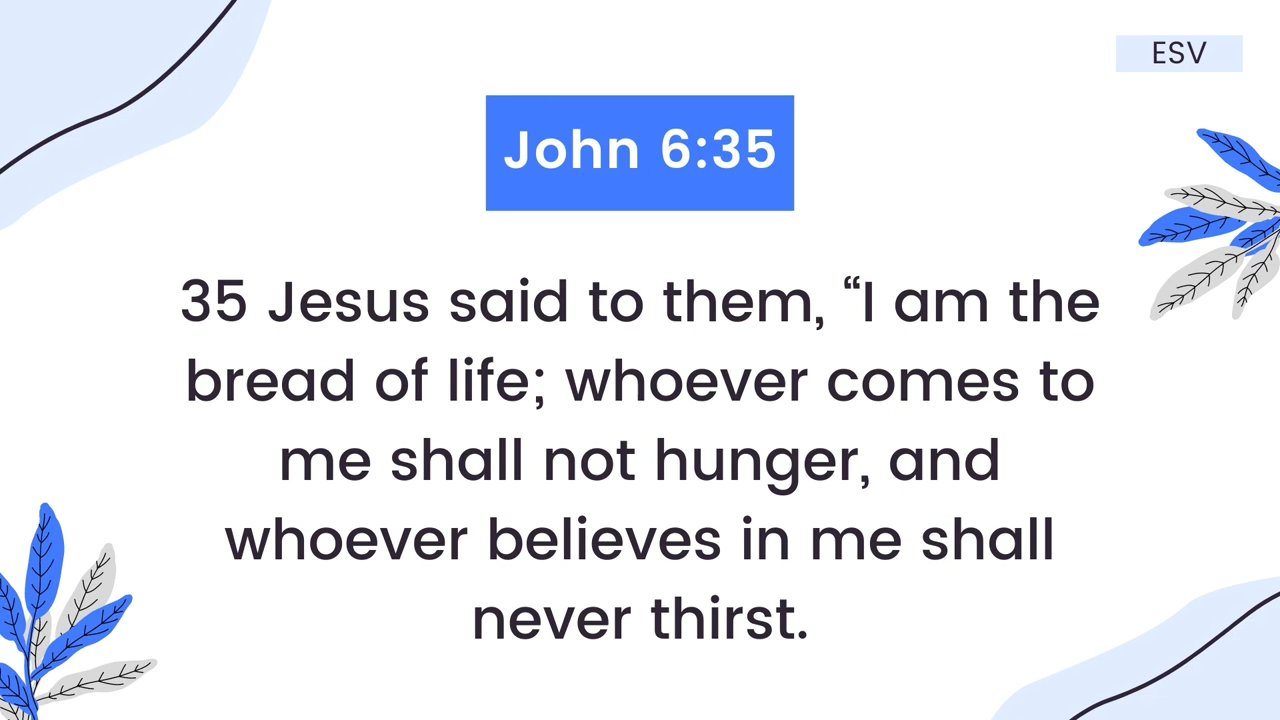 ESV
John 6:35
35 Jesus said to them, “I am the
bread of life; whoever comes to
me shall not hunger, and
whoever believes in me shall
never thirst.